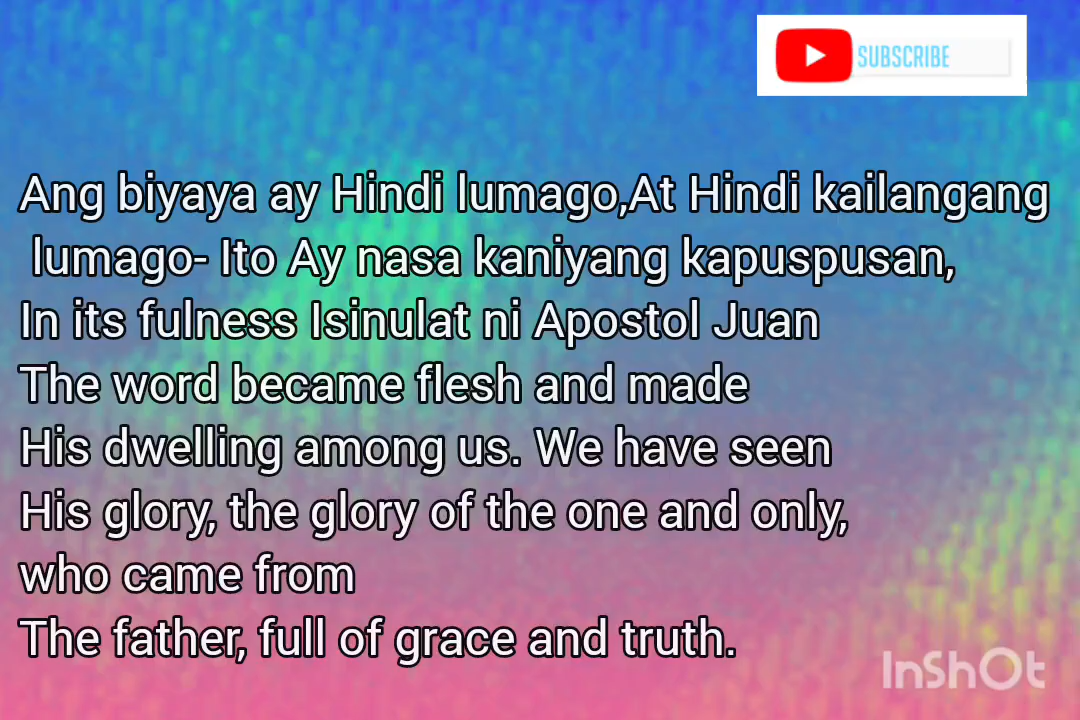 SUBSCRIBE
Ang biyaya ay Hindi lumago,At Hindi kailangang
lumago- Ito Ay nasa kaniyang kapuspusan,
In its fulness Isinulat ni Apostol Juan
The word became flesh and made
His dwelling among us. We have seen
His glory, the glory of the one and only,
who came from
The father, full of grace and truth.
InShOt